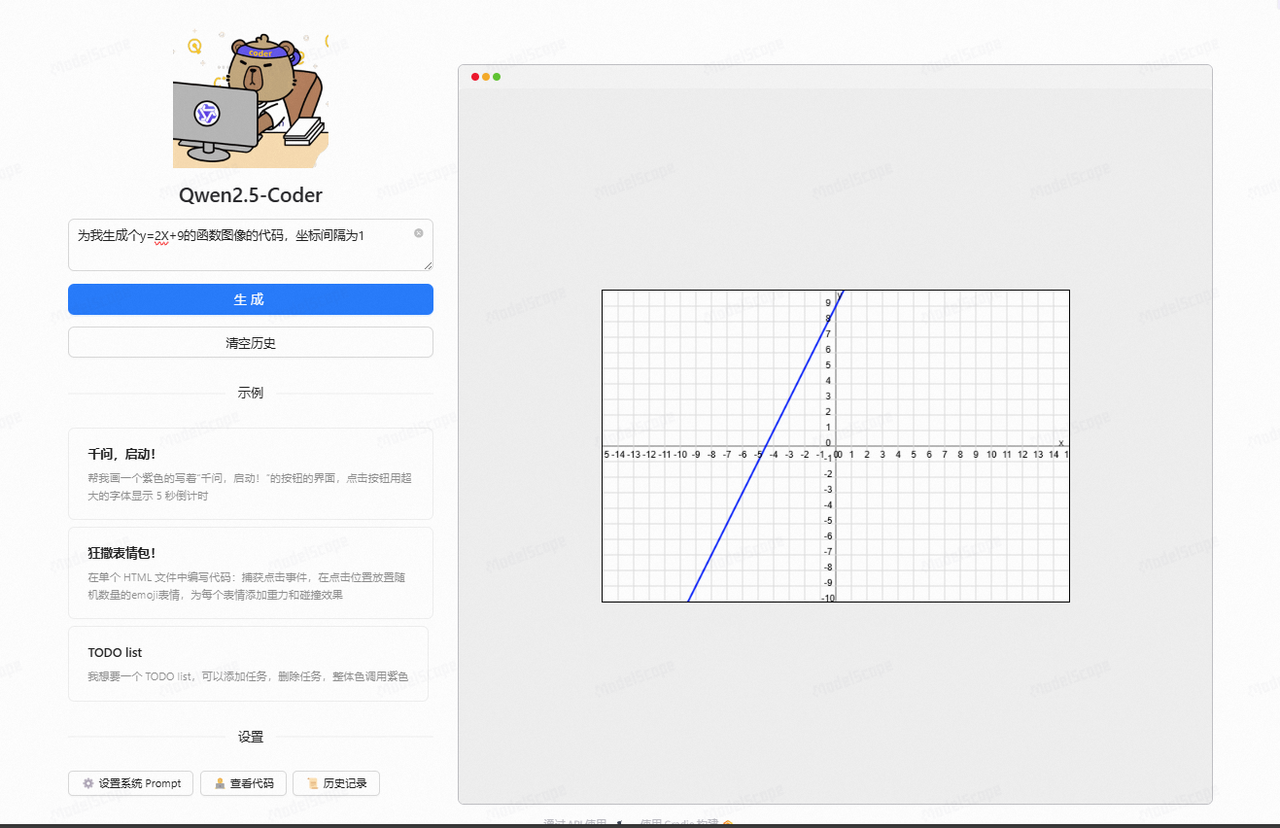 coder
Qwen2.5-Coder
为我生成个y=2X+9的函数图像的代码，坐标间隔为1
生 成
清空历史
示例
千问，启动！
帮我画一个紫色的写着“千问，启动！”的按钮的界面，点击按钮用超
大的字体显示 5 秒倒计时
狂撒表情包！
在单个 HTML 文件中编写代码：捕获点击事件，在点击位置放置随
机数量的emoji表情，为每个表情添加重力和碰撞效果
TODO list
我想要一个 TODO list，可以添加任务，删除任务，整体色调用紫色
设置
设置系统 Prompt
查看代码
历史记录
y
9
8
7
6
5
4
3
2
1
0
x
5 -14 -13 -12 -11 -10 -9 -8 -7 -6 -5 -4 -3 -2 -1 0 0 1 2 3 4 5 6 7 8 9 10 11 12 13 14 1
-1
-2
-3
-4
-5
-6
-7
-8
-9
-10
通过 API 使用
使用 Gradio 构建
ModelScope